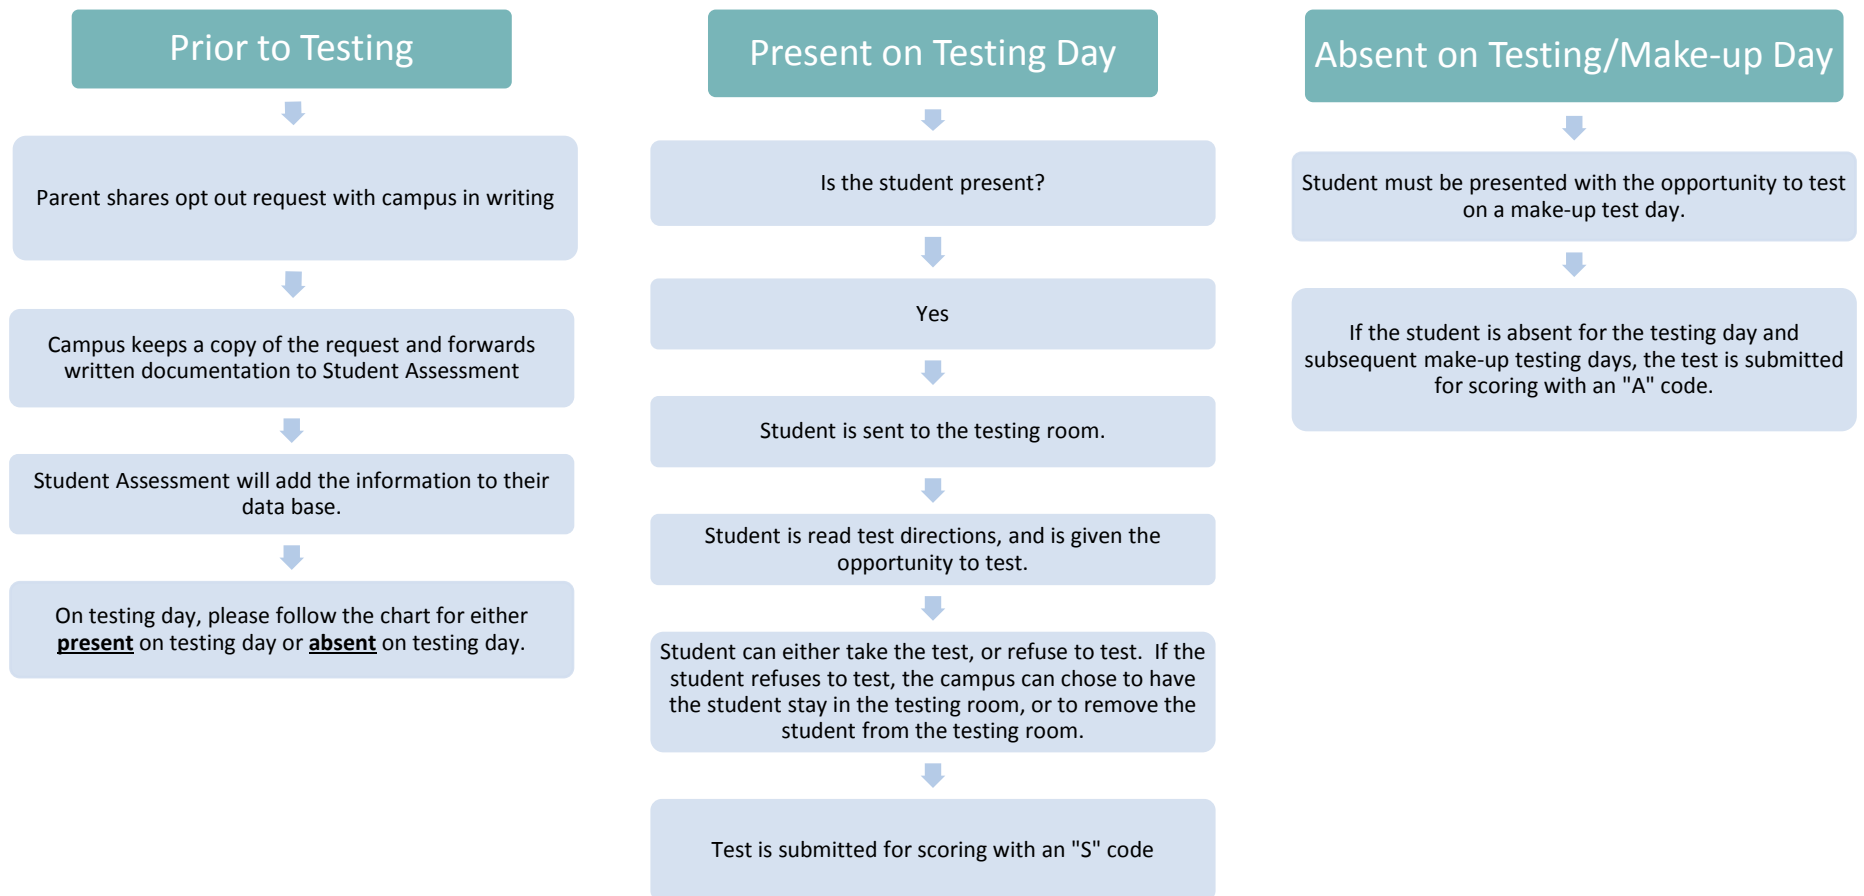 Prior to Testing
Parent shares opt out request with campus in writing
Campus keeps a copy of the request and forwards
written documentation to Student Assessment
Student Assessment will add the information to their
data base.
On testing day, please follow the chart for either
present on testing day or absent on testing day.
Present on Testing Day
Is the student present?
Yes
Student is sent to the testing room.
Student is read test directions, and is given the
opportunity to test.
Student can either take the test, or refuse to test.  If the
student refuses to test, the campus can chose to have
the student stay in the testing room, or to remove the
student from the testing room.
Test is submitted for scoring with an "S" code
Absent on Testing/Make-up Day
Student must be presented with the opportunity to test
on a make-up test day.
If the student is absent for the testing day and
subsequent make-up testing days, the test is submitted
for scoring with an "A" code.